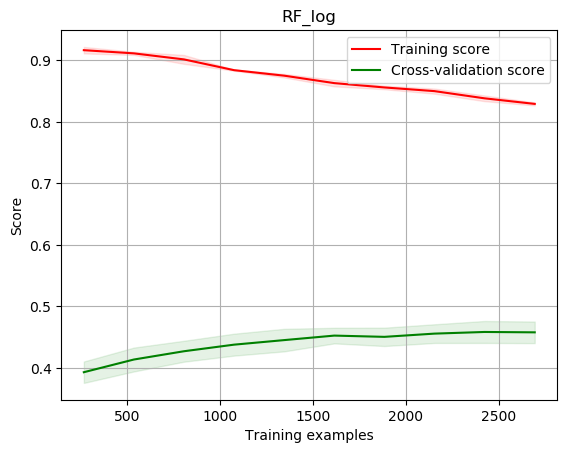 RF_log
Training score
Cross-validation score
0.9
0.8
0.7
0.6
0.5
0.4
Score
500 1000 1500 2000 2500
Training examples